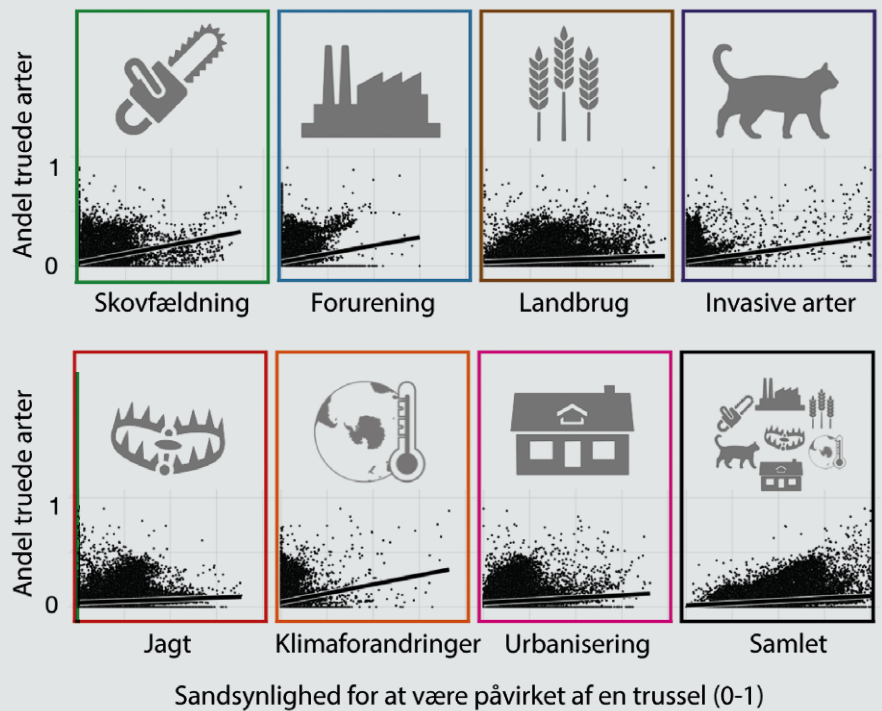 Andel truede arter
1
0
Skovfældning
Forurening
Landbrug
Invasive arter
Andel truede arter
1
0
Jagt
Klimaforandringer
Urbanisering
Samlet
Sandsynlighed for at være påvirket af en trussel (0-1)